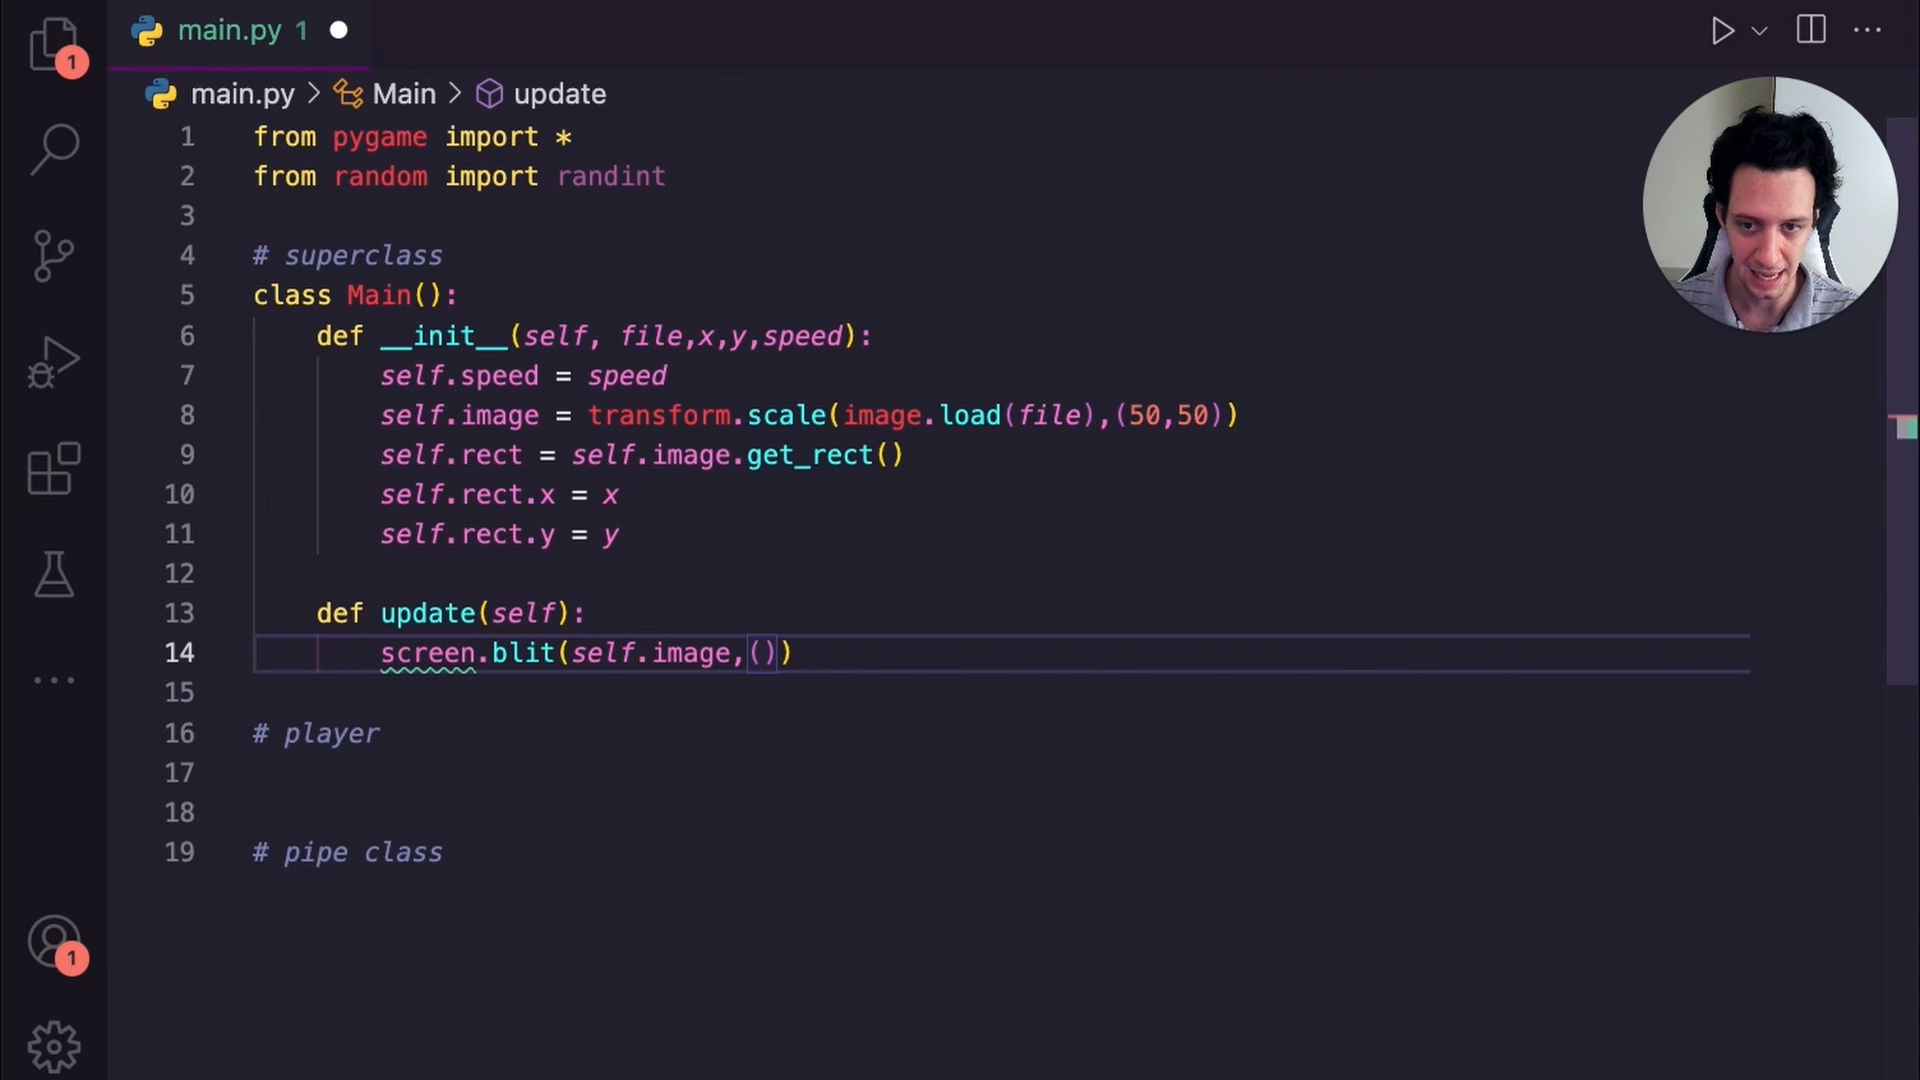 main.py 1
1
main.py > Main > update
1 from pygame import *
2 from random import randint
3
4 # superclass
5 class Main():
6 def __init__(self, file,x,y,speed):
7 self.speed = speed
8 self.image = transform.scale(image.load(file),(50,50))
9 self.rect = self.image.get_rect()
10 self.rect.x = x
11 self.rect.y = y
12
13 def update(self):
14 screen.blit(self.image,())
15
16 # player
17
18
19 # pipe class
1